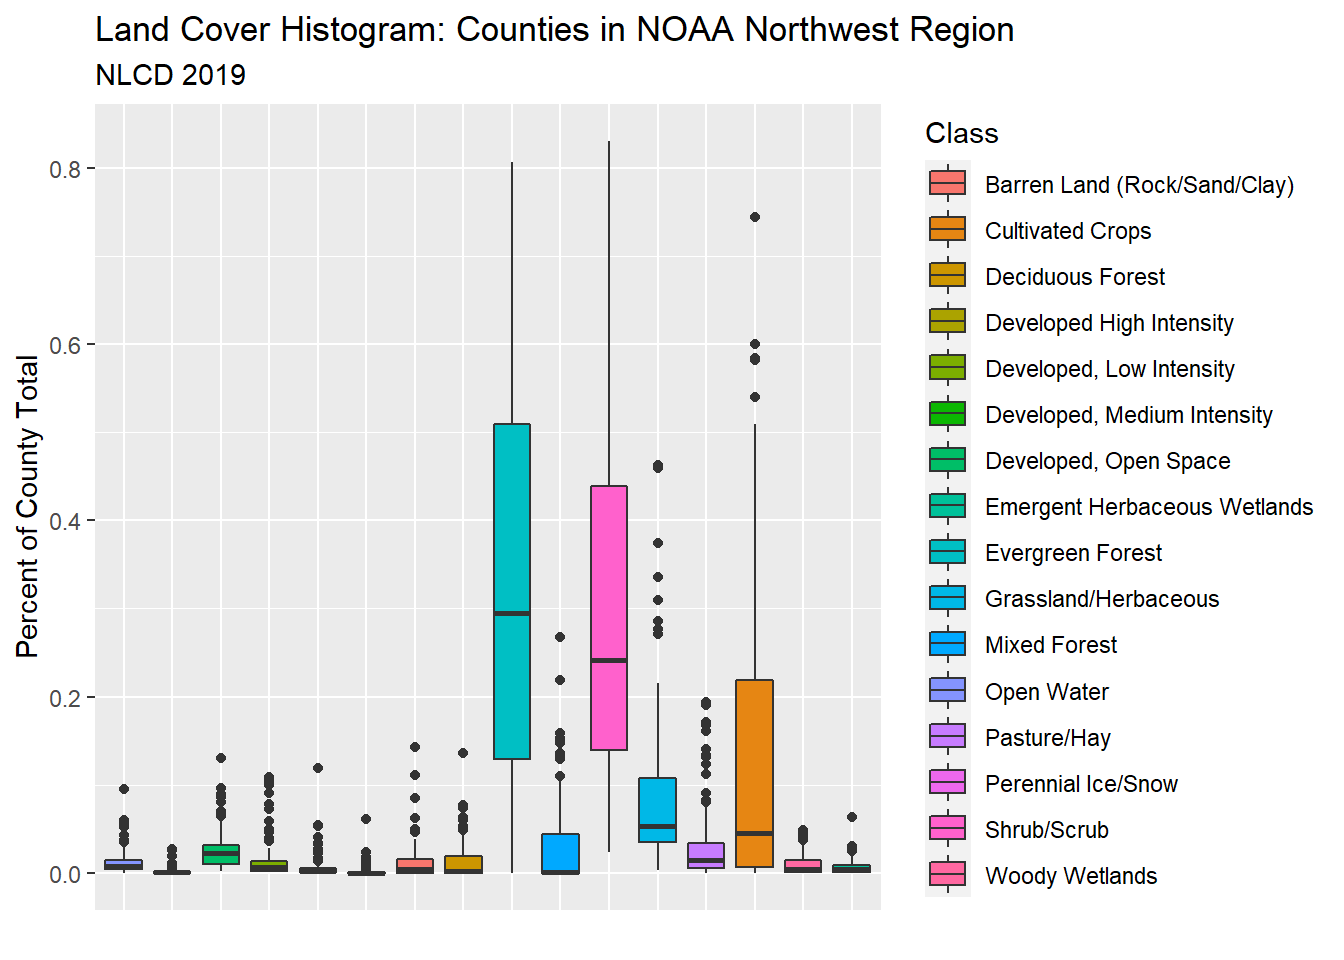 Land Cover Histogram: Counties in NOAA Northwest Region
NLCD 2019
Percent of County Total
0.8
0.6
0.4
0.2
0.0
Class
Barren Land (Rock/Sand/Clay)
Cultivated Crops
Deciduous Forest
Developed High Intensity
Developed, Low Intensity
Developed, Medium Intensity
Developed, Open Space
Emergent Herbaceous Wetlands
Evergreen Forest
Grassland/Herbaceous
Mixed Forest
Open Water
Pasture/Hay
Perennial Ice/Snow
Shrub/Scrub
Woody Wetlands